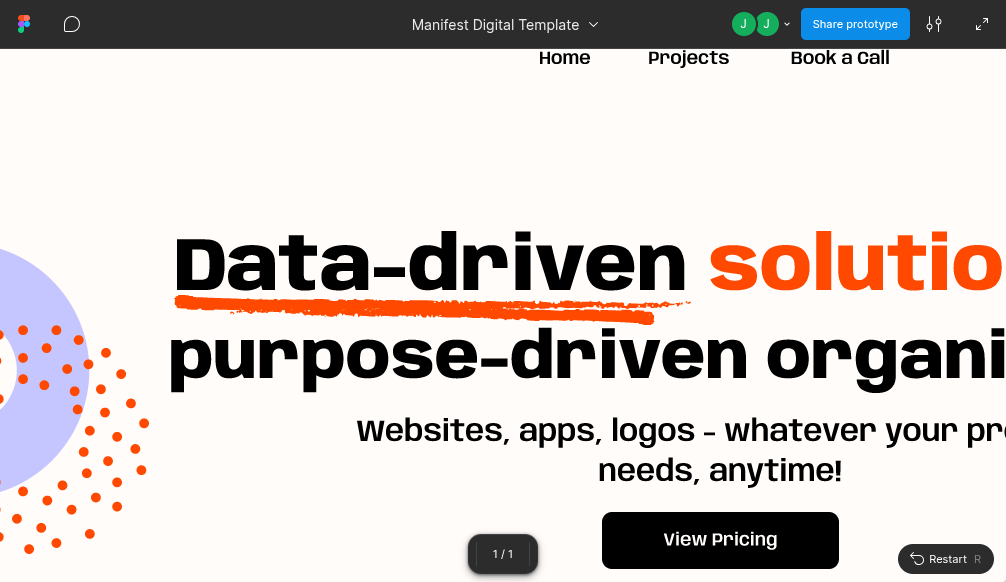 Manifest Digital Template
J J
Share prototype
Home Projects Book a Call
Data-driven solutio
purpose-driven organi
Websites, apps, logos - whatever your pr
needs, anytime!
View Pricing
1 / 1
Restart R